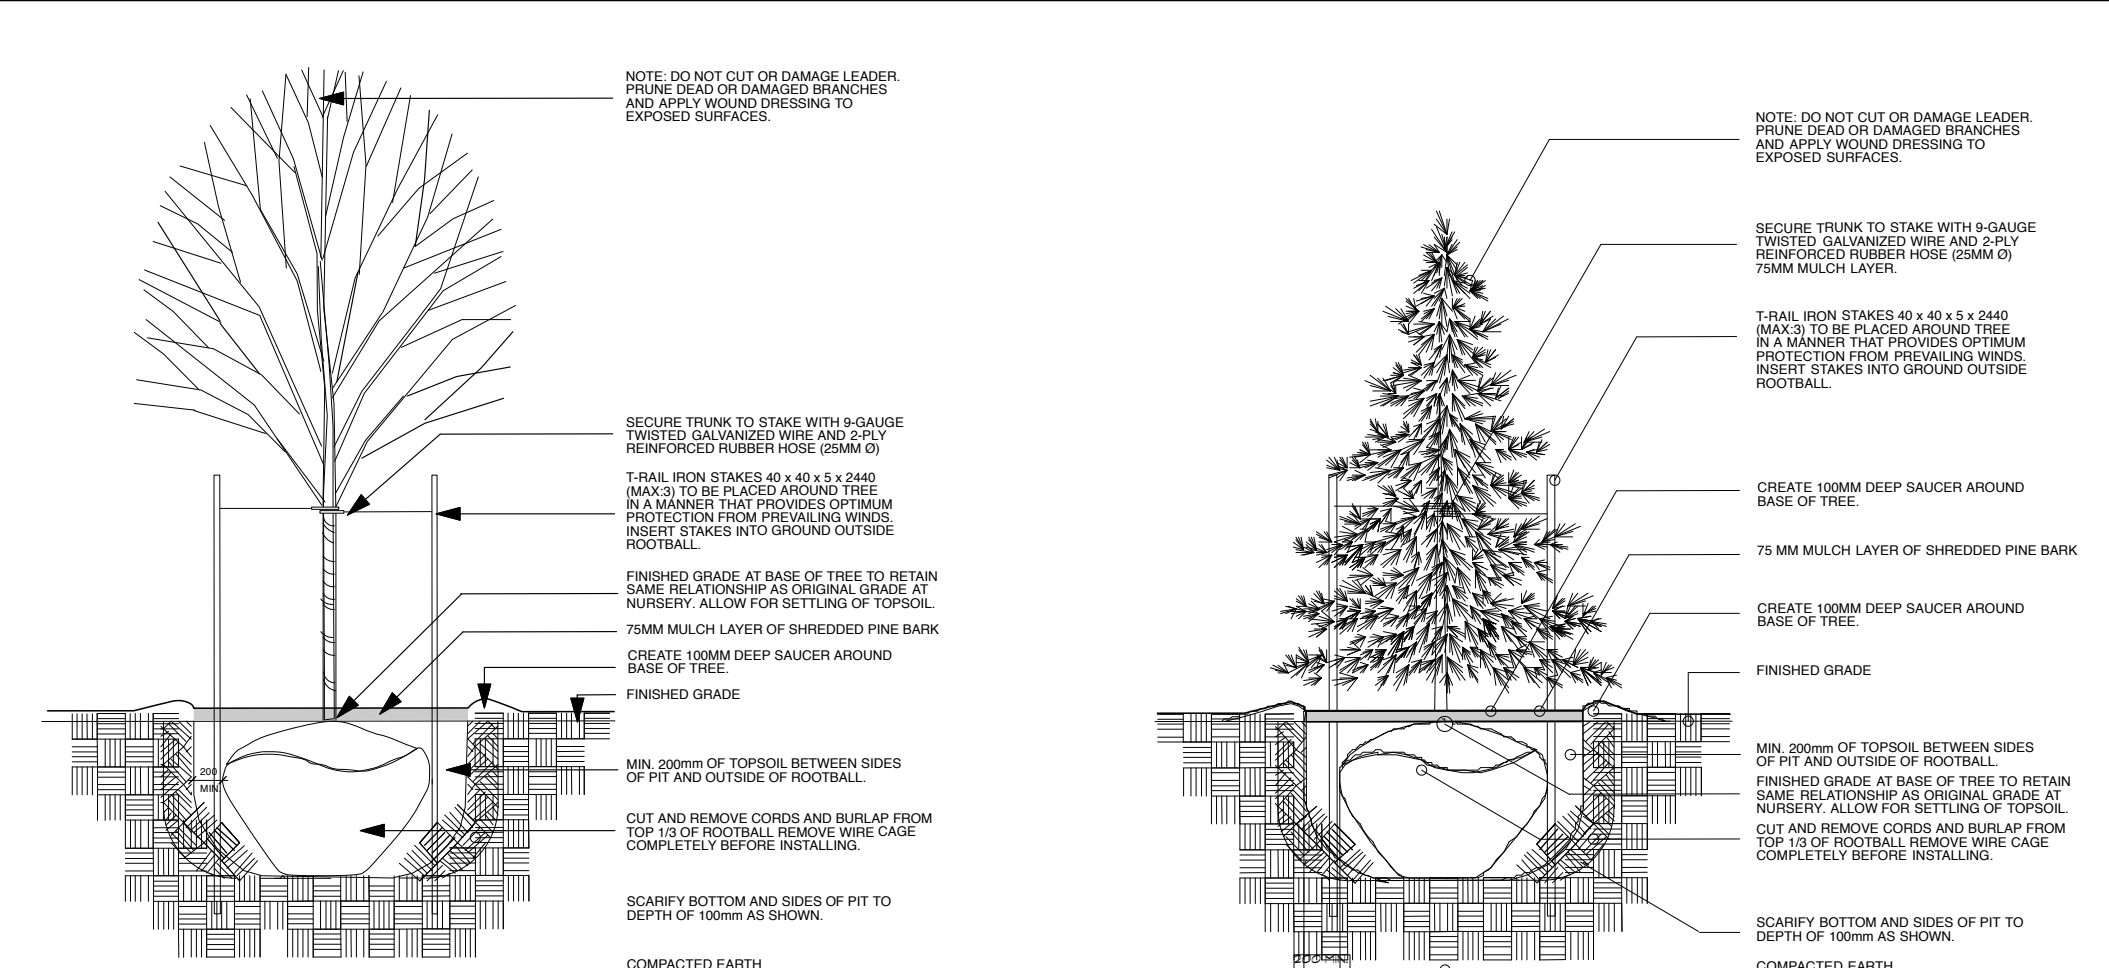 NOTE: DO NOT CUT OR DAMAGE LEADER.
PRUNE DEAD OR DAMAGED BRANCHES
AND APPLY WOUND DRESSING TO
EXPOSED SURFACES.
SECURE TRUNK TO STAKE WITH 9-GAUGE
TWISTED GALVANIZED WIRE AND 2-PLY
REINFORCED RUBBER HOSE (25MM Ø)
T-RAIL IRON STAKES 40 x 40 x 5 x 2440
(MAX:3) TO BE PLACED AROUND TREE
IN A MANNER THAT PROVIDES OPTIMUM
PROTECTION FROM PREVAILING WINDS.
INSERT STAKES INTO GROUND OUTSIDE
ROOTBALL.
FINISHED GRADE AT BASE OF TREE TO RETAIN
SAME RELATIONSHIP AS ORIGINAL GRADE AT
NURSERY. ALLOW FOR SETTLING OF TOPSOIL.
75MM MULCH LAYER OF SHREDDED PINE BARK
CREATE 100MM DEEP SAUCER AROUND
BASE OF TREE.
FINISHED GRADE
200
MIN.
MIN. 200mm OF TOPSOIL BETWEEN SIDES
OF PIT AND OUTSIDE OF ROOTBALL.
CUT AND REMOVE CORDS AND BURLAP FROM
TOP 1/3 OF ROOTBALL REMOVE WIRE CAGE
COMPLETELY BEFORE INSTALLING.
SCARIFY BOTTOM AND SIDES OF PIT TO
DEPTH OF 100mm AS SHOWN.
COMPACTED EARTH
NOTE: DO NOT CUT OR DAMAGE LEADER.
PRUNE DEAD OR DAMAGED BRANCHES
AND APPLY WOUND DRESSING TO
EXPOSED SURFACES.
SECURE TRUNK TO STAKE WITH 9-GAUGE
TWISTED GALVANIZED WIRE AND 2-PLY
REINFORCED RUBBER HOSE (25MM Ø)
75MM MULCH LAYER.
T-RAIL IRON STAKES 40 x 40 x 5 x 2440
(MAX:3) TO BE PLACED AROUND TREE
IN A MANNER THAT PROVIDES OPTIMUM
PROTECTION FROM PREVAILING WINDS.
INSERT STAKES INTO GROUND OUTSIDE
ROOTBALL.
CREATE 100MM DEEP SAUCER AROUND
BASE OF TREE.
75 MM MULCH LAYER OF SHREDDED PINE BARK
CREATE 100MM DEEP SAUCER AROUND
BASE OF TREE.
FINISHED GRADE
MIN. 200mm OF TOPSOIL BETWEEN SIDES
OF PIT AND OUTSIDE OF ROOTBALL.
FINISHED GRADE AT BASE OF TREE TO RETAIN
SAME RELATIONSHIP AS ORIGINAL GRADE AT
NURSERY. ALLOW FOR SETTLING OF TOPSOIL.
CUT AND REMOVE CORDS AND BURLAP FROM
TOP 1/3 OF ROOTBALL REMOVE WIRE CAGE
COMPLETELY BEFORE INSTALLING.
SCARIFY BOTTOM AND SIDES OF PIT TO
DEPTH OF 100mm AS SHOWN.
200 MIN.
COMPACTED EARTH